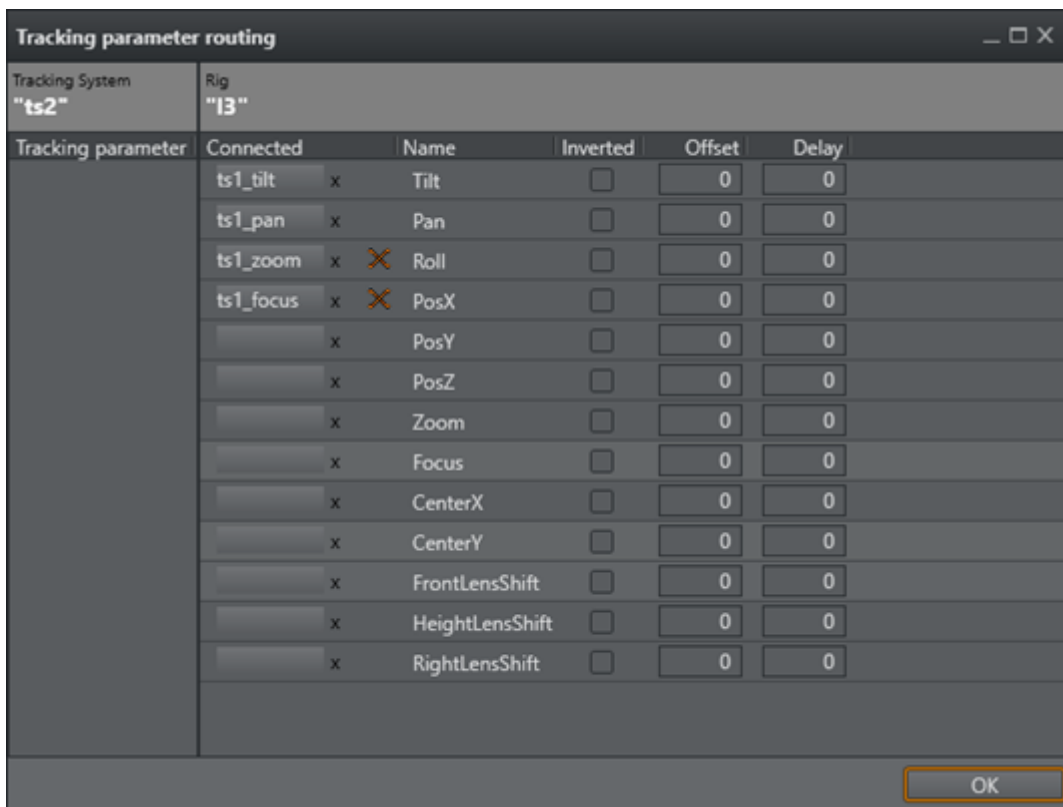 Tracking parameter routing
Tracking System Rig
"ts2" "l3"
Tracking parameter Connected Name Inverted Offset Delay
ts1_tilt x Tilt 0 0
ts1_pan x Pan 0 0
ts1_zoom x Roll 0 0
ts1_focus x PosX 0 0
x PosY 0 0
x PosZ 0 0
x Zoom 0 0
x Focus 0 0
x CenterX 0 0
x CenterY 0 0
x FrontLensShift 0 0
x HeightLensShift 0 0
x RightLensShift 0 0
OK